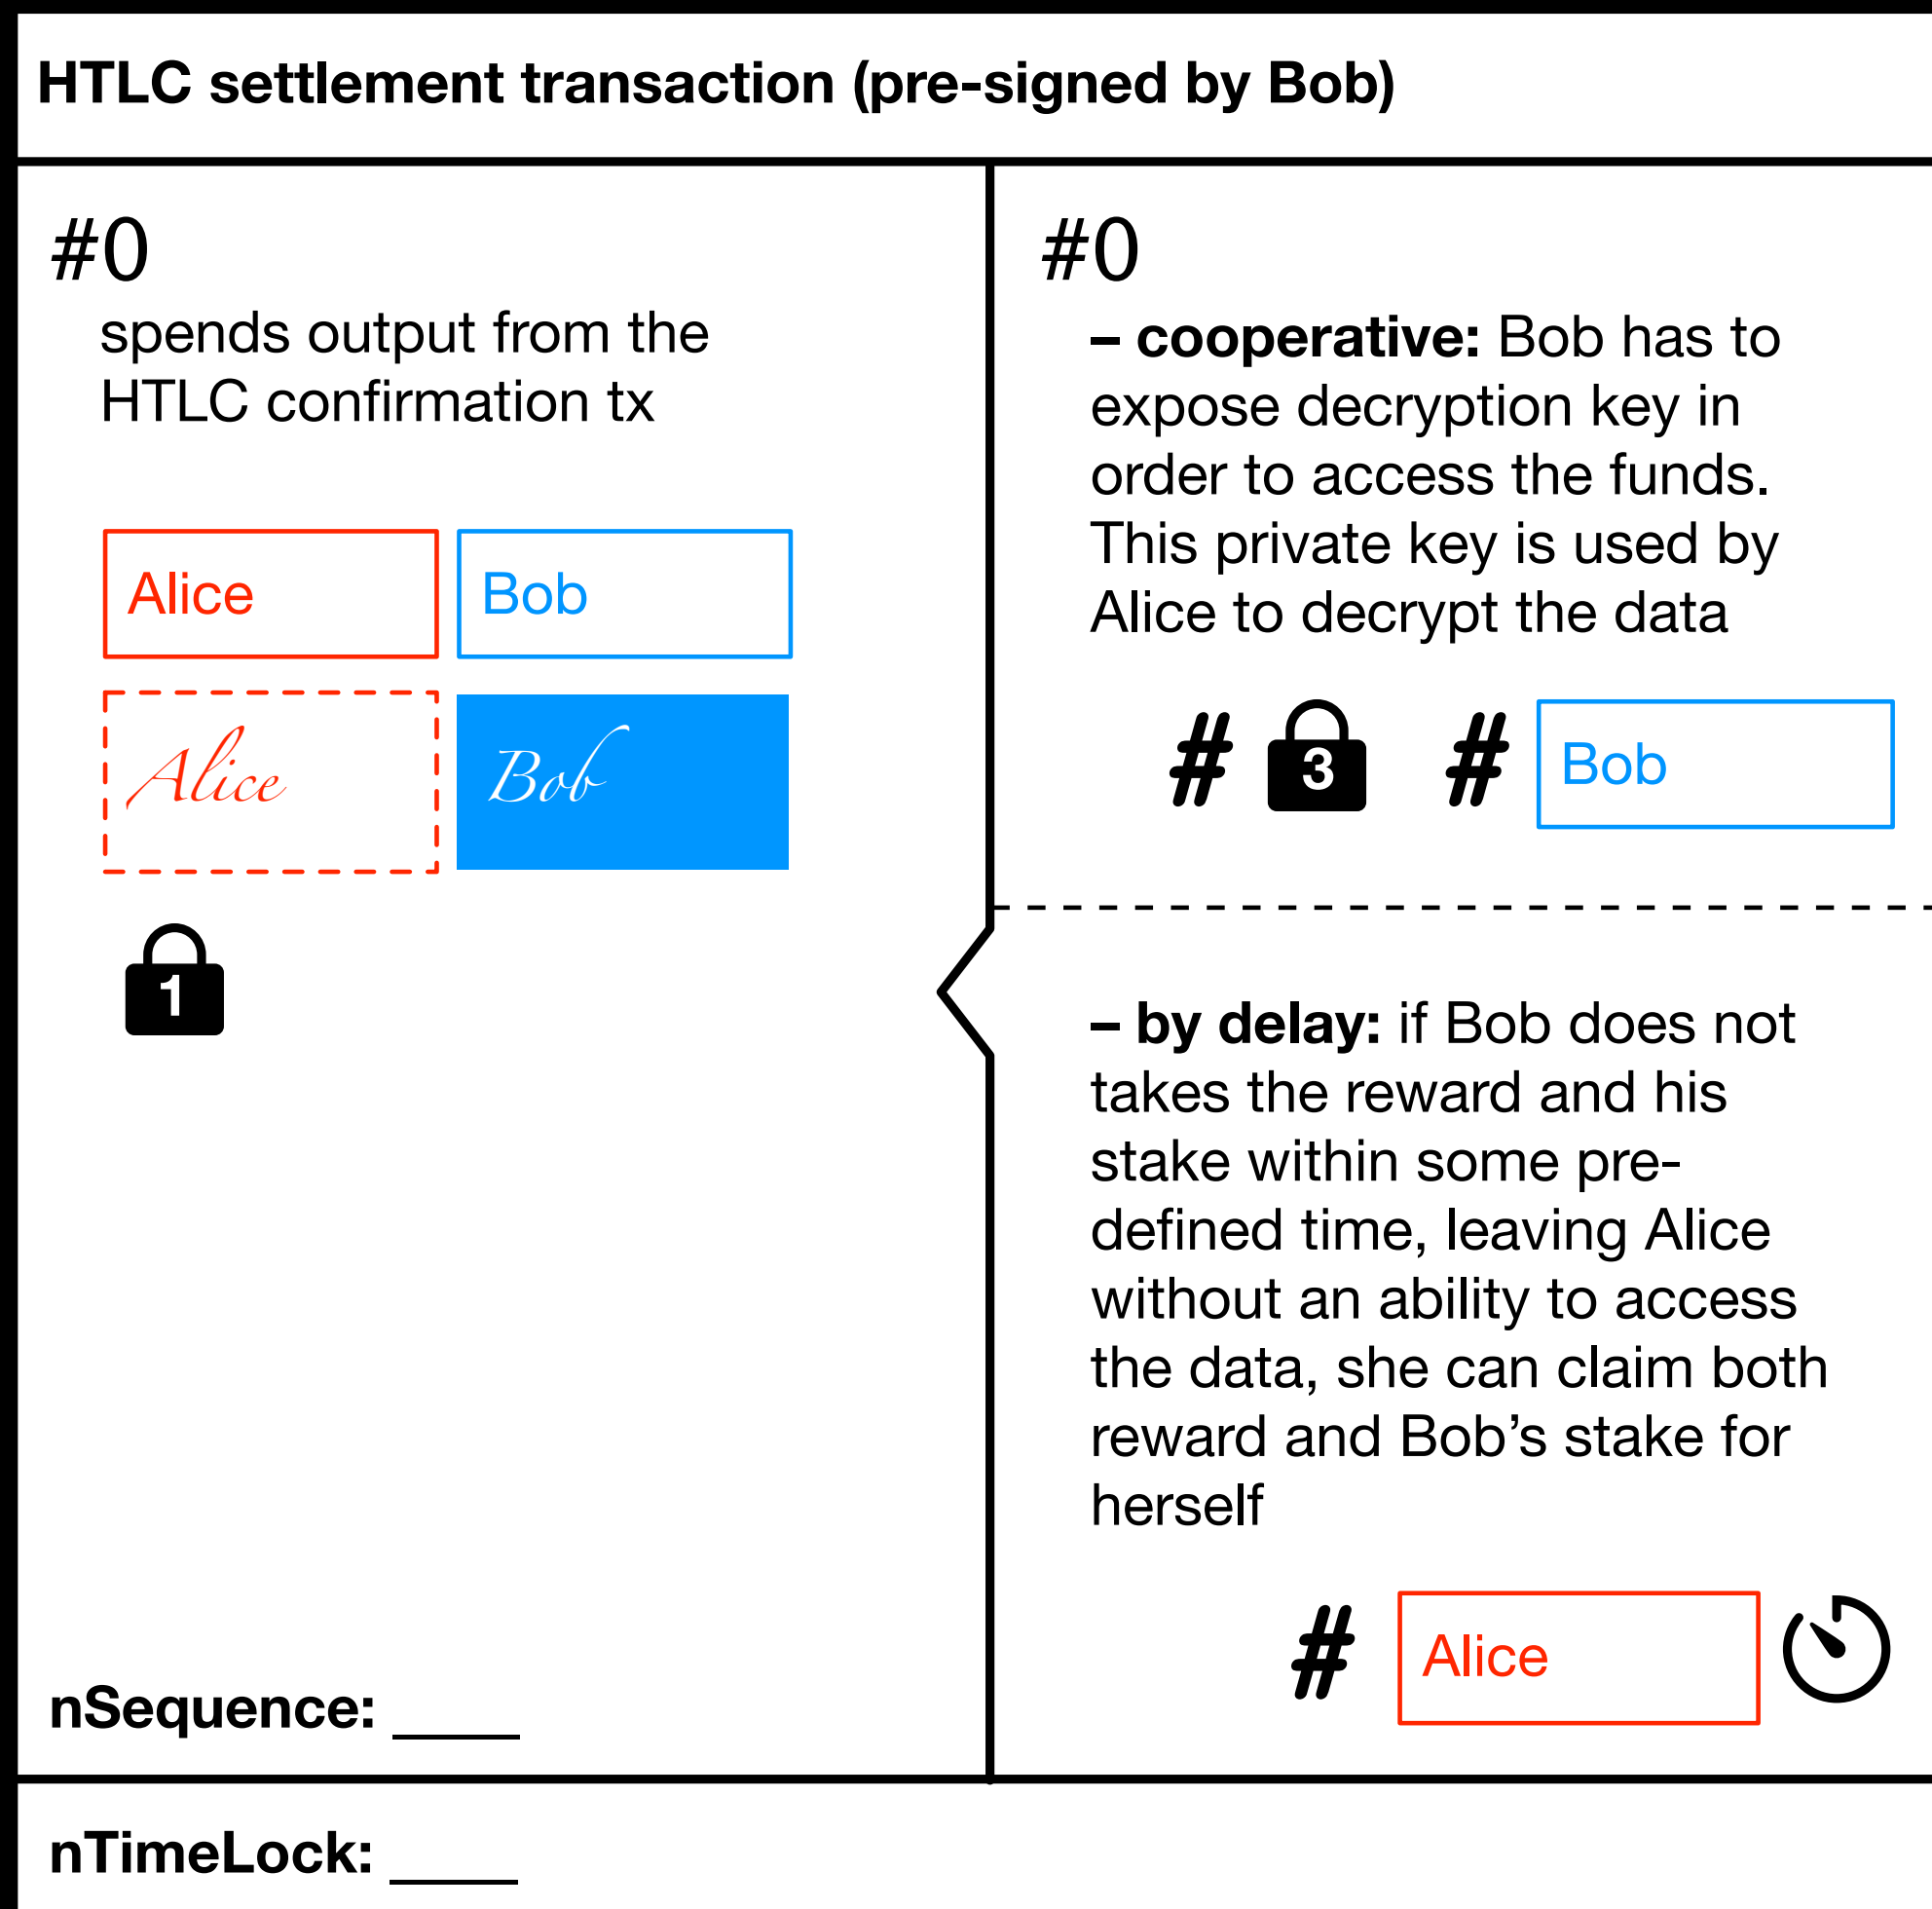 HTLC settlement transaction (pre-signed by Bob)
#0
spends output from the
HTLC confirmation tx
Alice
Bob
Alice
Bob
1
nSequence: ____
#0
– cooperative: Bob has to
expose decryption key in
order to access the funds.
This private key is used by
Alice to decrypt the data
# 3 # Bob
– by delay: if Bob does not
takes the reward and his
stake within some pre-
defined time, leaving Alice
without an ability to access
the data, she can claim both
reward and Bob’s stake for
herself
# Alice
nTimeLock: ____